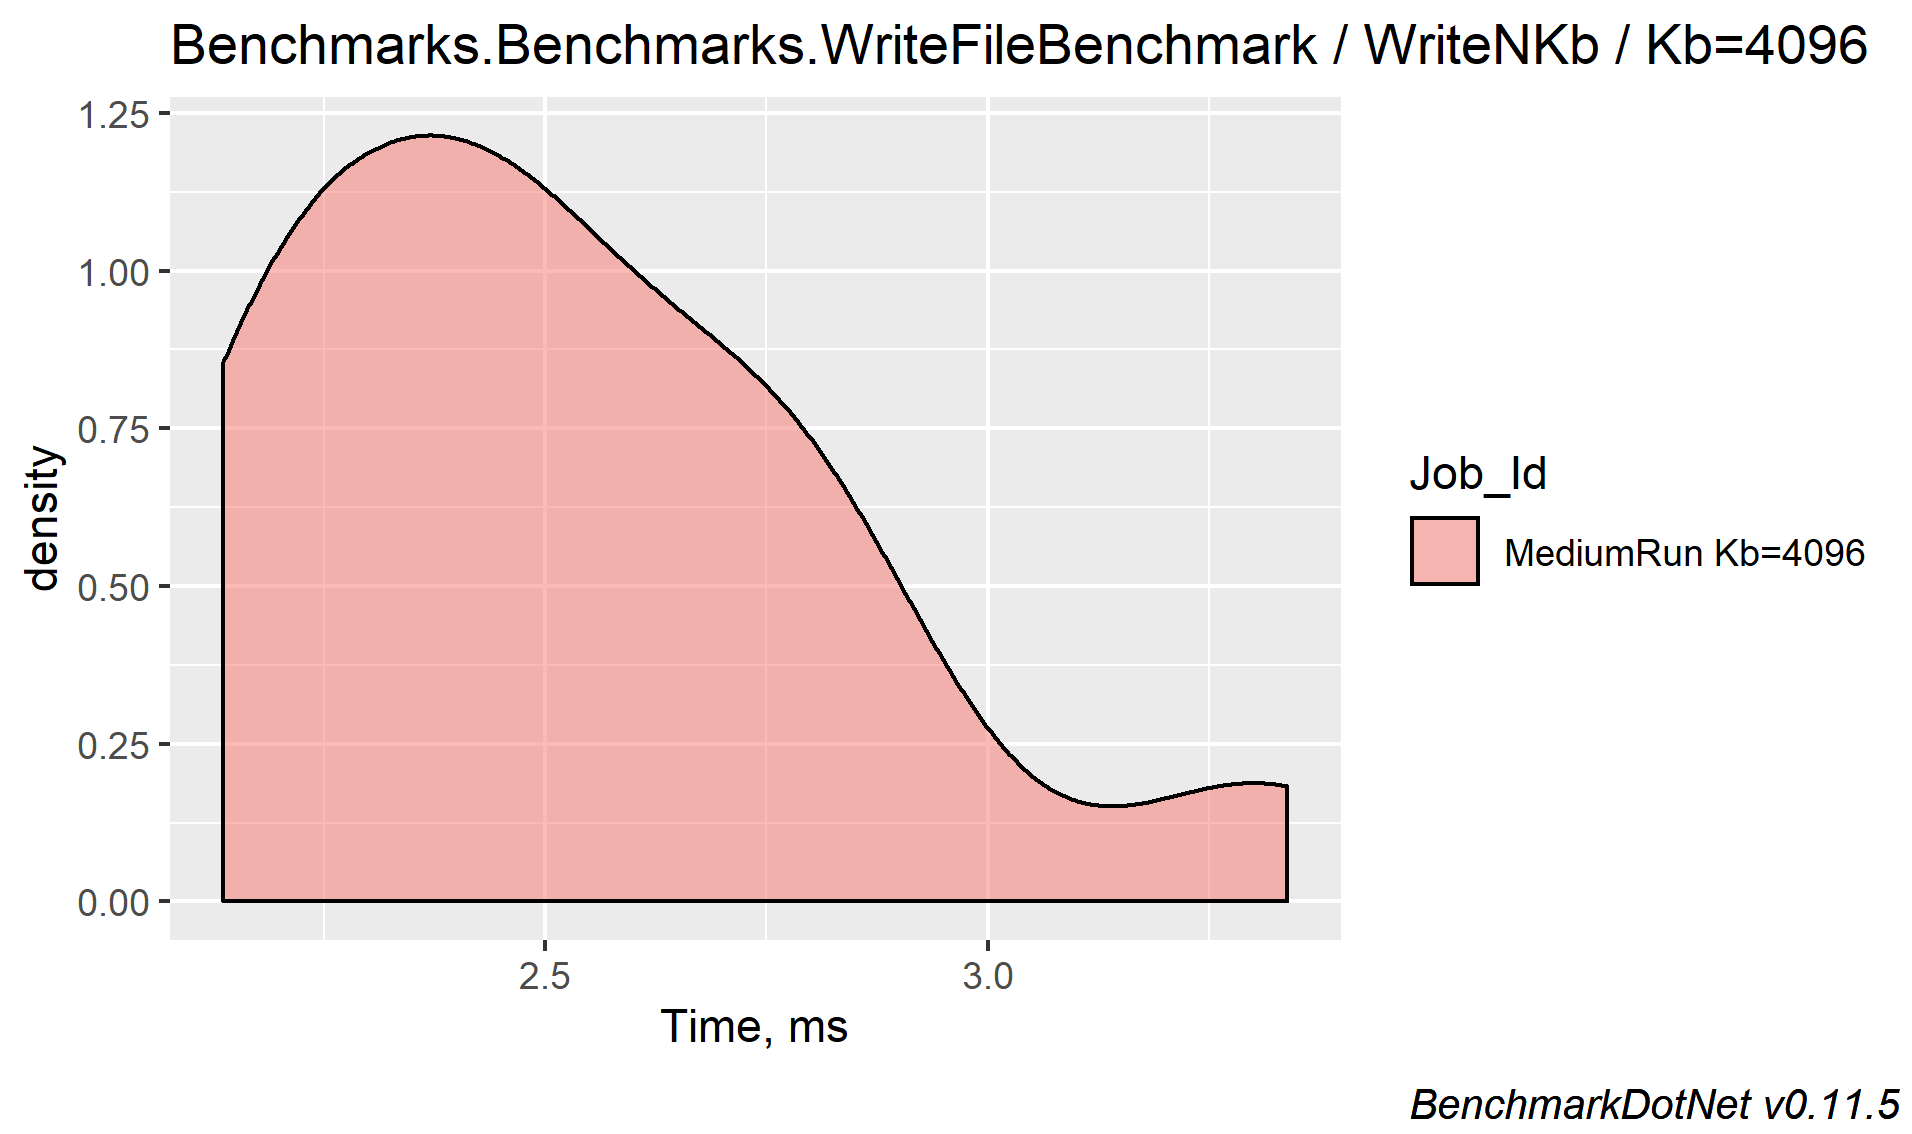 Benchmarks.Benchmarks.WriteFileBenchmark / WriteNKb / Kb=4096
1.25
1.00
0.75
0.50
0.25
0.00
density
2.5
3.0
Time, ms
Job_Id
MediumRun Kb=4096
BenchmarkDotNet v0.11.5